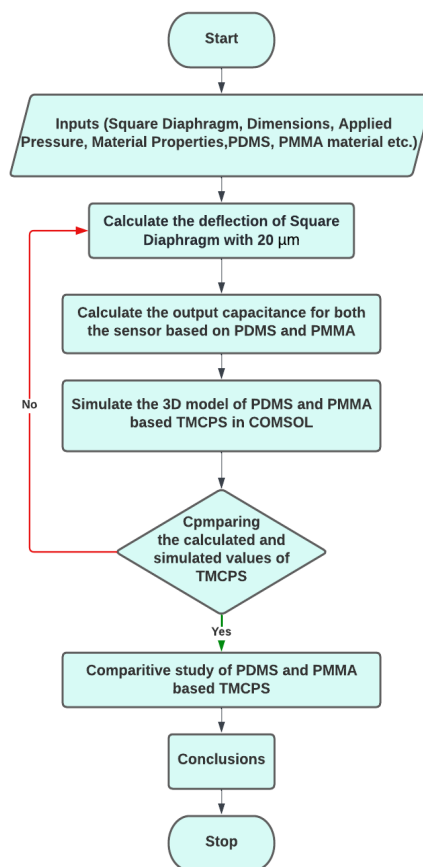 Start
Inputs (Square Diaphragm, Dimensions, Applied
Pressure, Material Properties,PDMS, PMMA material etc.)
Calculate the deflection of Square
Diaphragm with 20 μm
Calculate the output capacitance for both
the sensor based on PDMS and PMMA
Simulate the 3D model of PDMS and PMMA
based TMCPS in COMSOL
No
Cpmparing
the calculated and
simulated values of
TMCPS
Yes
Comparitive study of PDMS and PMMA
based TMCPS
Conclusions
Stop